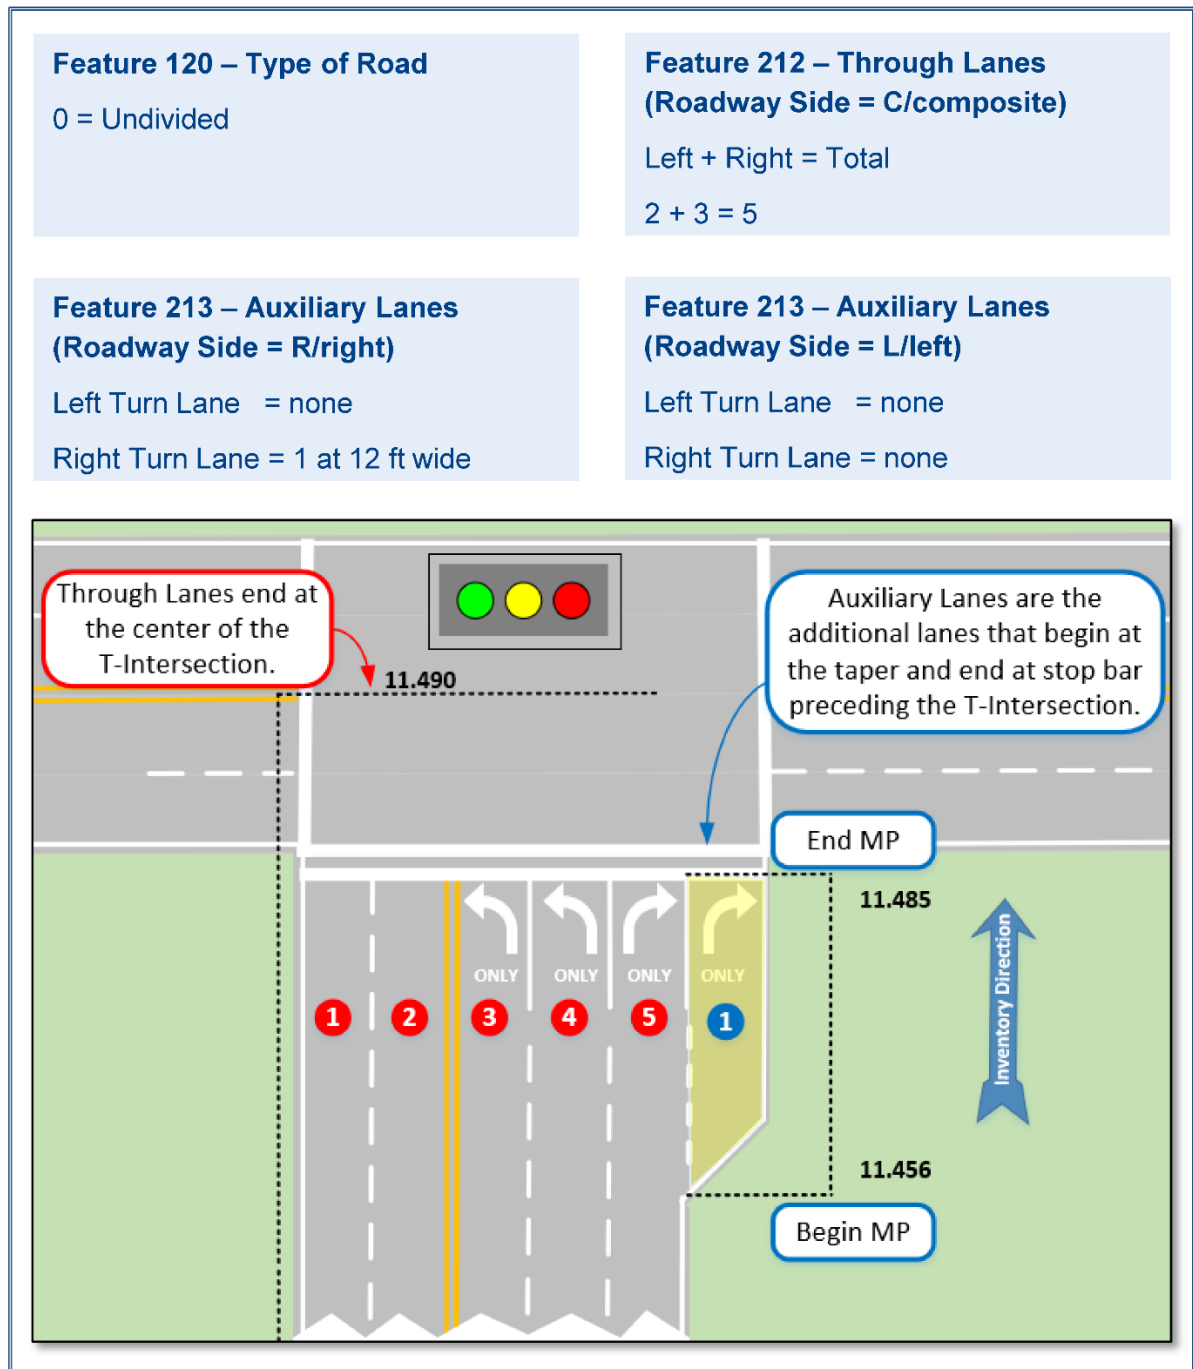 Feature 120 – Type of Road
0 = Undivided
Feature 212 – Through Lanes
(Roadway Side = C/composite)
Left + Right = Total
2 + 3 = 5
Feature 213 – Auxiliary Lanes
(Roadway Side = R/right)
Left Turn Lane = none
Right Turn Lane = 1 at 12 ft wide
Feature 213 – Auxiliary Lanes
(Roadway Side = L/left)
Left Turn Lane = none
Right Turn Lane = none
Through Lanes end at
the center of the
T-Intersection.
11.490
Auxiliary Lanes are the
additional lanes that begin at
the taper and end at stop bar
preceding the T-Intersection.
End MP
11.485
ONLY
ONLY
ONLY
ONLY
1
2
3
4
5
1
Inventory Direction
11.456
Begin MP